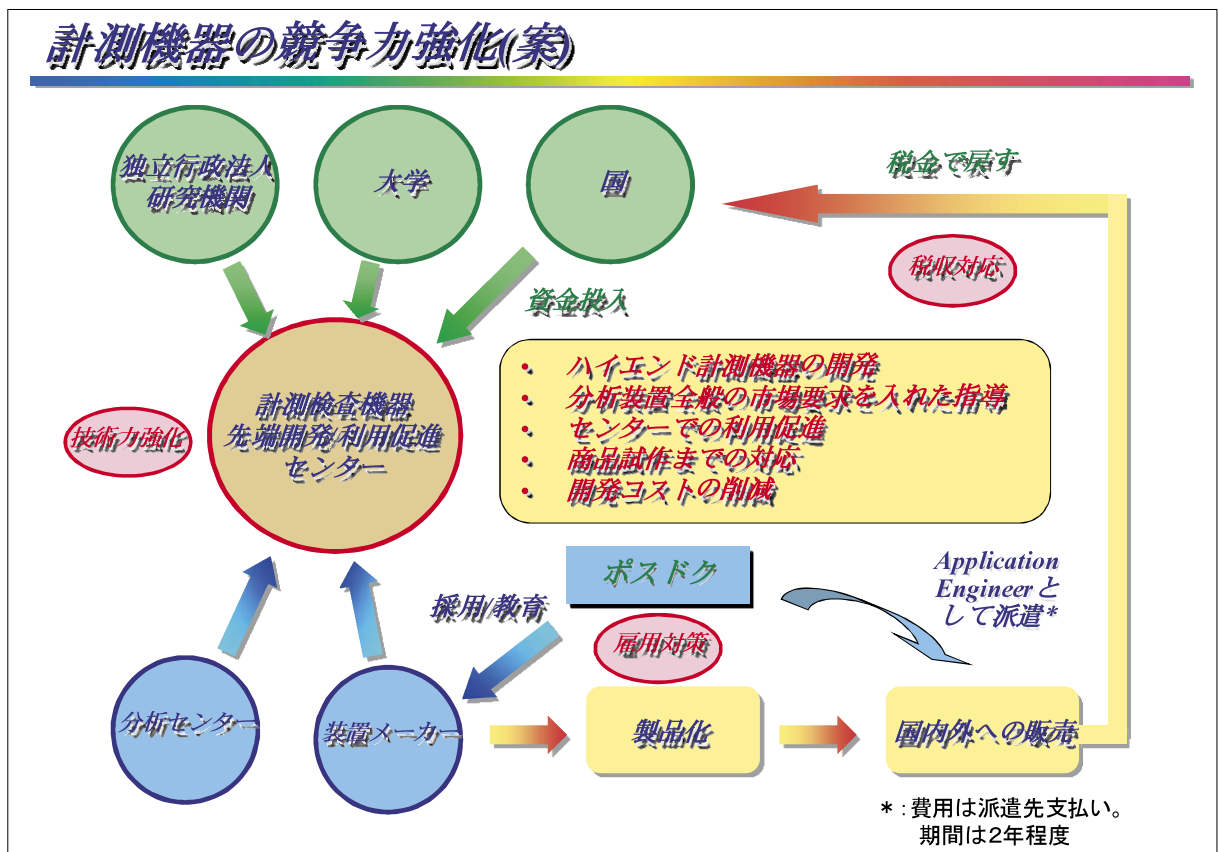 計測機器の競争力強化(案)
独立行政法人
研究機関
大学
国
税金で戻す
税収対応
資金投入
計測検査機器
先端開発/利用促進
センター
技術力強化
• ハイエンド計測機器の開発
• 分析装置全般の市場要求を入れた指導
• センターでの利用促進
• 商品試作までの対応
• 開発コストの削減
ポスドク
採用/教育
雇用対策
Application
Engineerと
して派遣*
分析センター
装置メーカー
製品化
国内外への販売
*:費用は派遣先支払い。
期間は2年程度